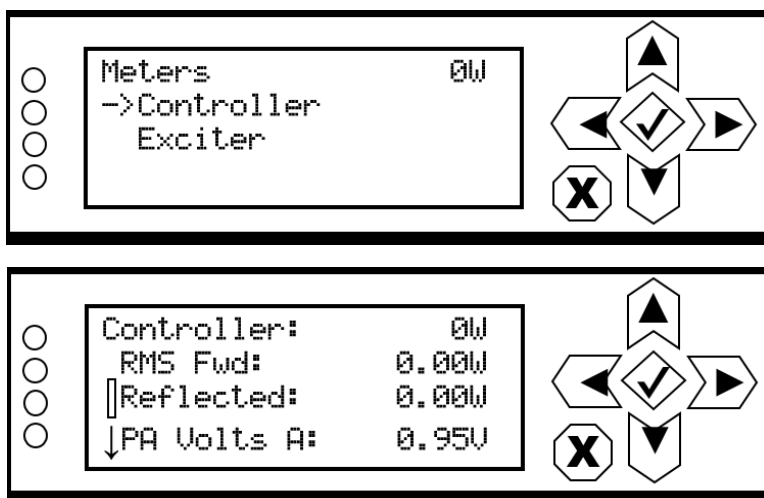 Meters 0W
->Controller
Exciter
X
Controller: 0W
RMS Fwd: 0.00W
Reflected: 0.00W
↓PA Volts A: 0.95V
X